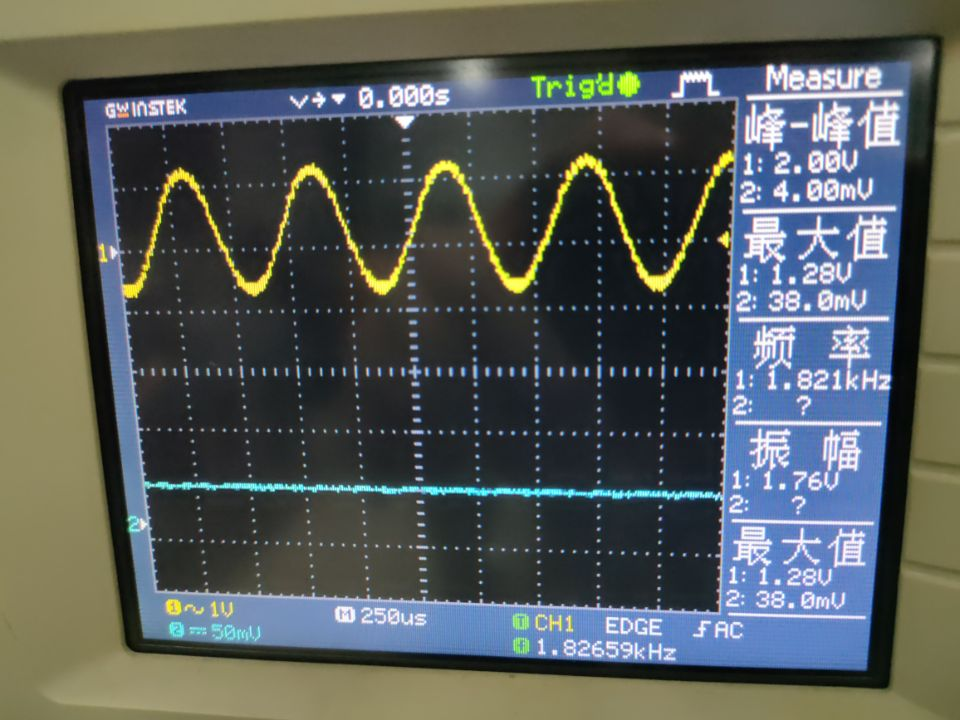 GWINSTEK 0.000s Trig'd Measure
峰-峰值
1: 2.00V
2: 4.00mV
最大值
1: 1.28V
2: 38.0mV
频 率
1: 1.821kHz
2: ?
振 幅
1: 1.76V
2: ?
最大值
1: 1.28V
2: 38.0mV
1
2
1 ~ 1V M 250us T CH1 EDGE AC
2 50mV f 1.82659kHz